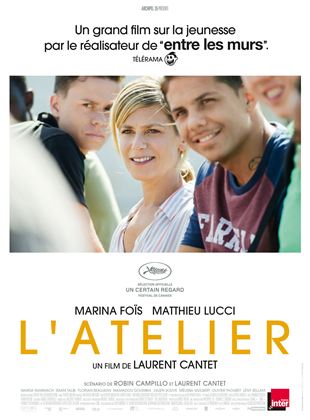 ARCHIPEL 35 PRÉSENTE
Un grand film sur la jeunesse
par le réalisateur de "entre les murs".
TÉLÉRAMA
SÉLECTION OFFICIELLE
UN CERTAIN REGARD
FESTIVAL DE CANNES
MARINA FOÏS MATTHIEU LUCCI
L'ATELIER
UN FILM DE LAURENT CANTET
SCÉNARIO DE ROBIN CAMPILLO ET LAURENT CANTET
inter